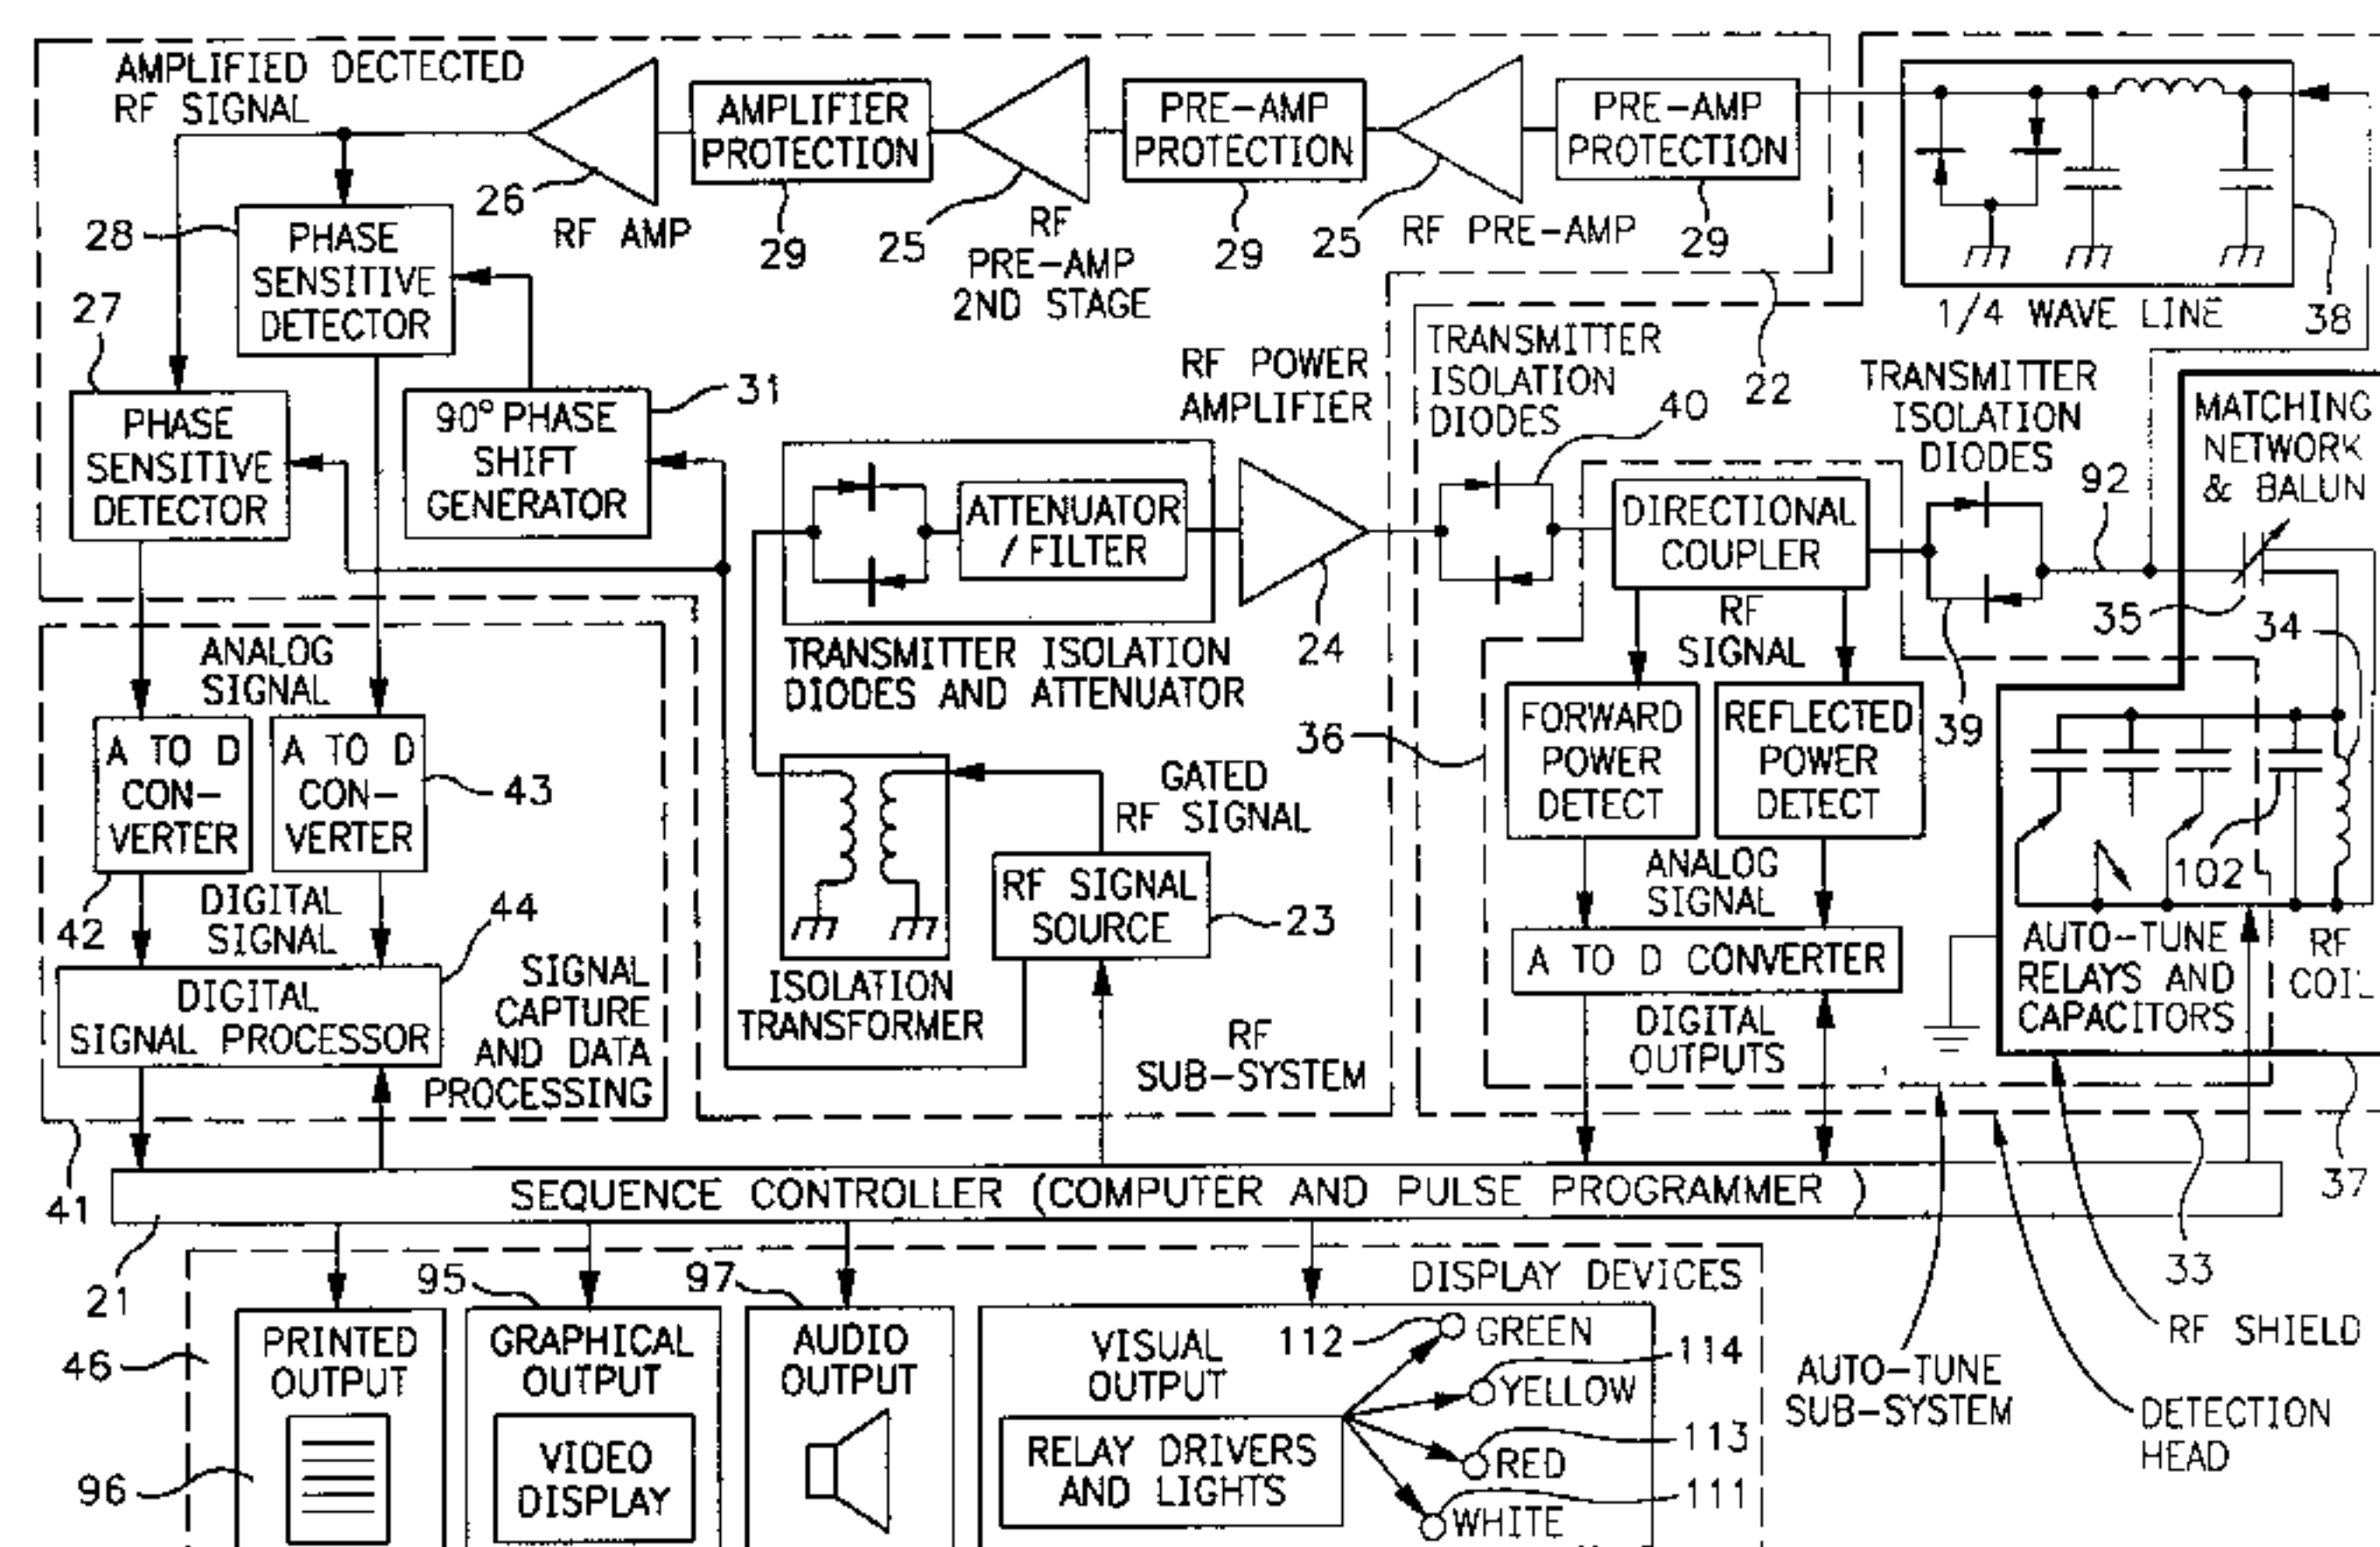 AMPLIFIED DECTECTED
RF SIGNAL
26
RF AMP
AMPLIFIER
PROTECTION
29
25
RF
PRE-AMP
2ND STAGE
PRE-AMP
PROTECTION
29
25
RF PRE-AMP
PRE-AMP
PROTECTION
29
22
1/4 WAVE LINE
38
28
PHASE
SENSITIVE
DETECTOR
27
PHASE
SENSITIVE
DETECTOR
90° PHASE
SHIFT
GENERATOR
31
ATTENUATOR
/FILTER
TRANSMITTER ISOLATION
DIODES AND ATTENUATOR
RF POWER
AMPLIFIER
24
TRANSMITTER
ISOLATION
DIODES
40
DIRECTIONAL
COUPLER
TRANSMITTER
ISOLATION
DIODES
39
92
MATCHING
NETWORK
& BALUN
35
34
RF
SIGNAL
36
FORWARD
POWER
DETECT
REFLECTED
POWER
DETECT
ANALOG
SIGNAL
A TO D CONVERTER
DIGITAL
OUTPUTS
102
AUTO-TUNE
RELAYS AND
CAPACITORS
RF
COIL
37
ANALOG
SIGNAL
A TO D
CON-
VERTER
42
A TO D
CON-
VERTER
43
DIGITAL
SIGNAL
44
DIGITAL
SIGNAL PROCESSOR
SIGNAL
CAPTURE
AND DATA
PROCESSING
41
ISOLATION
TRANSFORMER
GATED
RF SIGNAL
RF SIGNAL
SOURCE
23
RF
SUB-SYSTEM
SEQUENCE CONTROLLER (COMPUTER AND PULSE PROGRAMMER )
21
33
RF SHIELD
AUTO-TUNE
SUB-SYSTEM
DETECTION
HEAD
DISPLAY DEVICES
46
PRINTED
OUTPUT
96
95
GRAPHICAL
OUTPUT
VIDEO
DISPLAY
97
AUDIO
OUTPUT
VISUAL
OUTPUT
RELAY DRIVERS
AND LIGHTS
112
GREEN
114
YELLOW
113
RED
111
WHITE